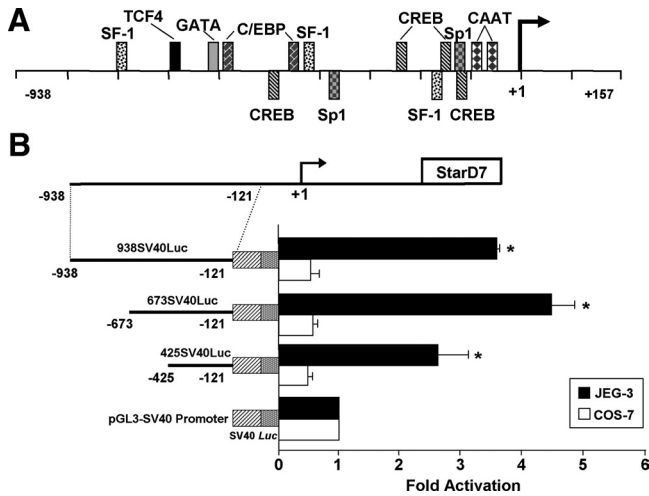 A
TCF4
SF-1
GATA
C/EBP
SF-1
CREB
Sp1
CAAT
-938
CREB
Sp1
SF-1
CREB
+1
+157
B
StarD7
-938
-121
+1
938SV40Luc
-938
-121
*
673SV40Luc
-673
-121
*
425SV40Luc
-425
-121
*
JEG-3
COS-7
pGL3-SV40 Promoter
SV40 Luc
0 1 2 3 4 5 6
Fold Activation